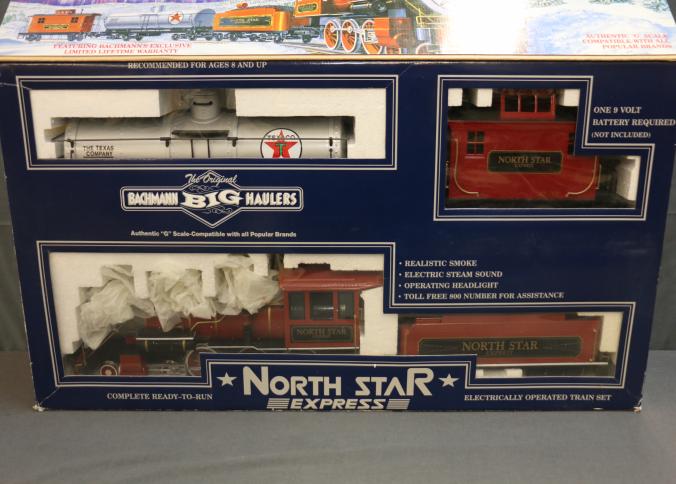 FEATURING BACHMANN'S EXCLUSIVE
LIMITED LIFETIME WARRANTY
AUTHENTIC "G" SCALE
COMPATIBLE WITH ALL
POPULAR BRANDS
RECOMMENDED FOR AGES 8 AND UP
THE TEXAS
COMPANY
TEXACO
T
ONE 9 VOLT
BATTERY REQUIRED
(NOT INCLUDED)
NORTH STAR
EXPRESS
The Original
BACHMANN BIG HAULERS
Authentic "G" Scale-Compatible with all Popular Brands
• REALISTIC SMOKE
• ELECTRIC STEAM SOUND
• OPERATING HEADLIGHT
• TOLL FREE 800 NUMBER FOR ASSISTANCE
NORTH STAR
NORTH STAR
EXPRESS
COMPLETE READY-TO-RUN
NORTH STAR
EXPRESS
ELECTRICALLY OPERATED TRAIN SET